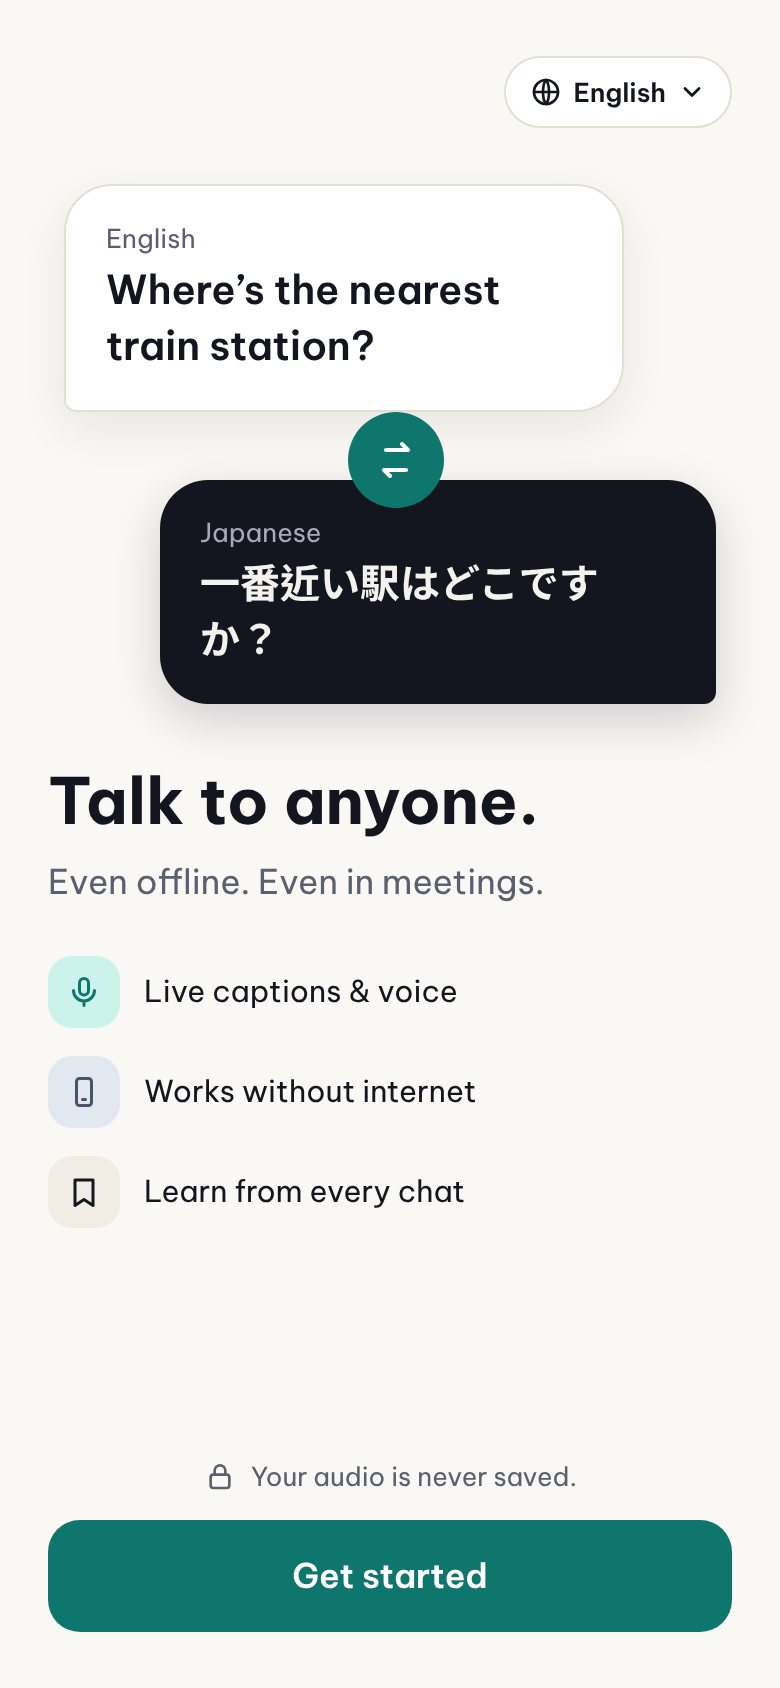 English
English
Where’s the nearest
train station?
Japanese
一番近い駅はどこです
か？
Talk to anyone.
Even offline. Even in meetings.
Live captions & voice
Works without internet
Learn from every chat
Your audio is never saved.
Get started